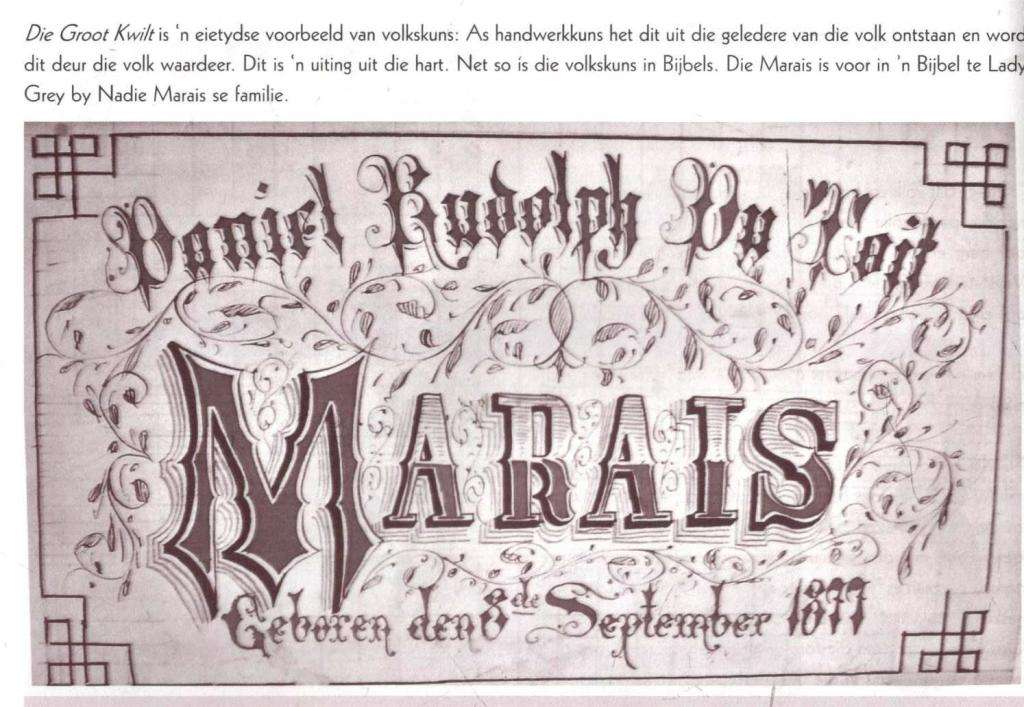 Die Groot Kwilt is 'n eietydse voorbeeld van volkskuns: As handwerkkuns het dit uit die geledere van die volk ontstaan en word
dit deur die volk waardeer. Dit is 'n uiting uit die hart. Net so is die volkskuns in Bijbels. Die Marais is voor in 'n Bijbel te Lady
Grey by Nadie Marais se familie.
Daniel Rudolph Du Toit
MARAIS
Geboren den 8de September 1877